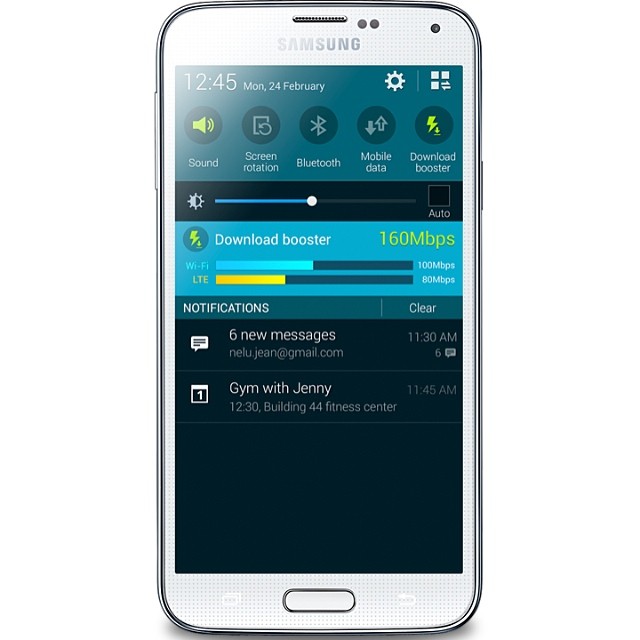 SAMSUNG
12:45 Mon, 24 February
Sound
Screen rotation
Bluetooth
Mobile data
Download booster
Auto
Download booster 160Mbps
Wi-Fi 100Mbps
LTE 80Mbps
NOTIFICATIONS Clear
6 new messages 11:30 AM
nelu.jean@gmail.com 6
1 Gym with Jenny 11:45 AM
12:30, Building 44 fitness center